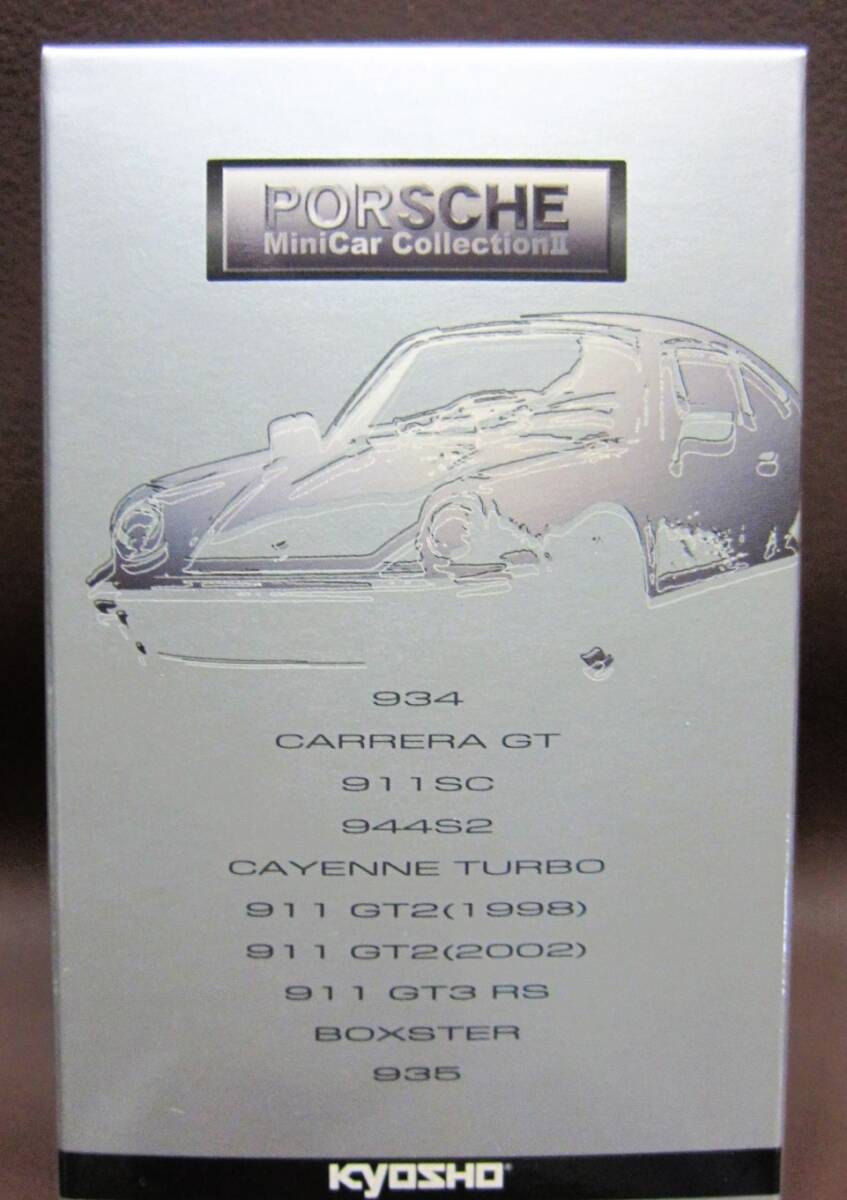 PORSCHE
MiniCar CollectionII
934
CARRERA GT
911SC
944S2
CAYENNE TURBO
911 GT2(1998)
911 GT2(2002)
911 GT3 RS
BOXSTER
935
KYOSHO